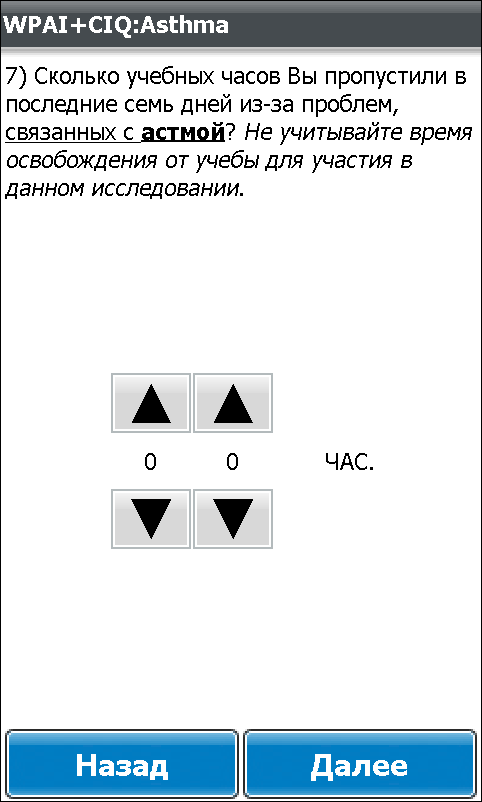 WPAI+CIQ:Asthma
7) Сколько учебных часов Вы пропустили в
последние семь дней из-за проблем,
связанных с астмой? Не учитывайте время
освобождения от учебы для участия в
данном исследовании.
0 0 ЧАС.
Назад Далее